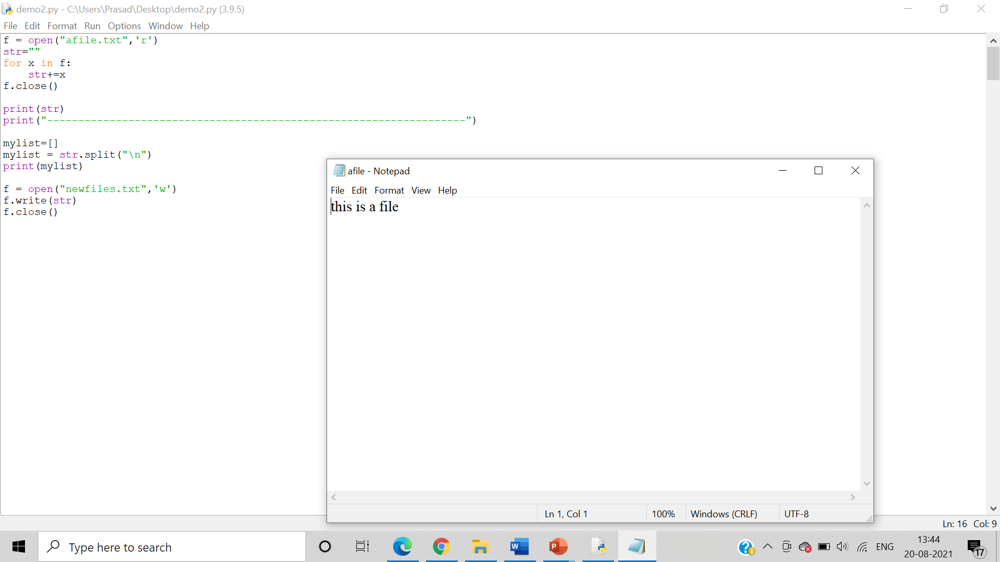 demo2.py - C:\Users\Prasad\Desktop\demo2.py (3.9.5)
File Edit Format Run Options Window Help
f = open("afile.txt",'r')
str=""
for x in f:
    str+=x
f.close()
print(str)
print("-------------------------------------------------------------------")
mylist=[]
mylist = str.split("\n")
print(mylist)
f = open("newfiles.txt",'w')
f.write(str)
f.close()
afile - Notepad
File Edit Format View Help
this is a file
Ln 1, Col 1 100% Windows (CRLF) UTF-8
Ln: 16 Col: 9
Type here to search
W
P
ENG
13:44
20-08-2021
17